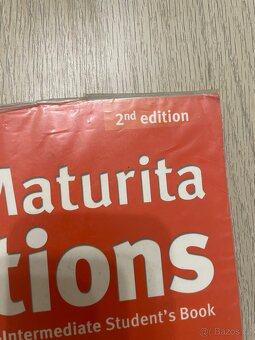 2nd edition
Maturita
tions
-Intermediate Student's Book